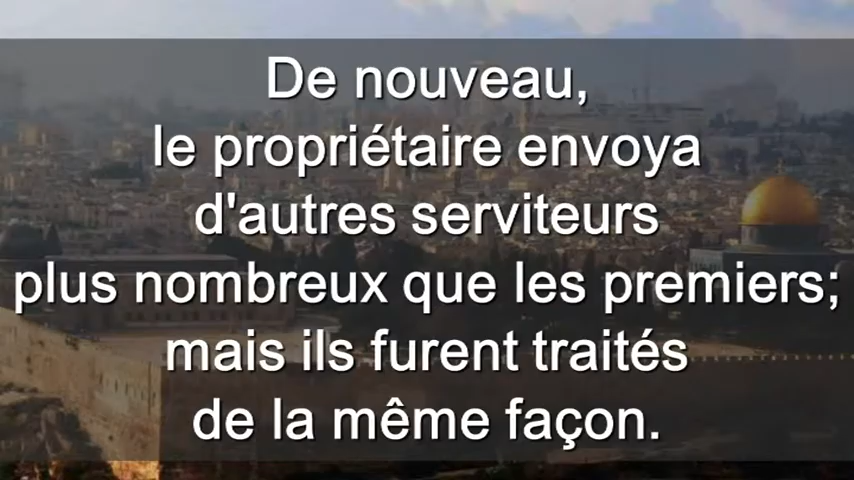 De nouveau,
le propriétaire envoya
d'autres serviteurs
plus nombreux que les premiers;
mais ils furent traités
de la même façon.